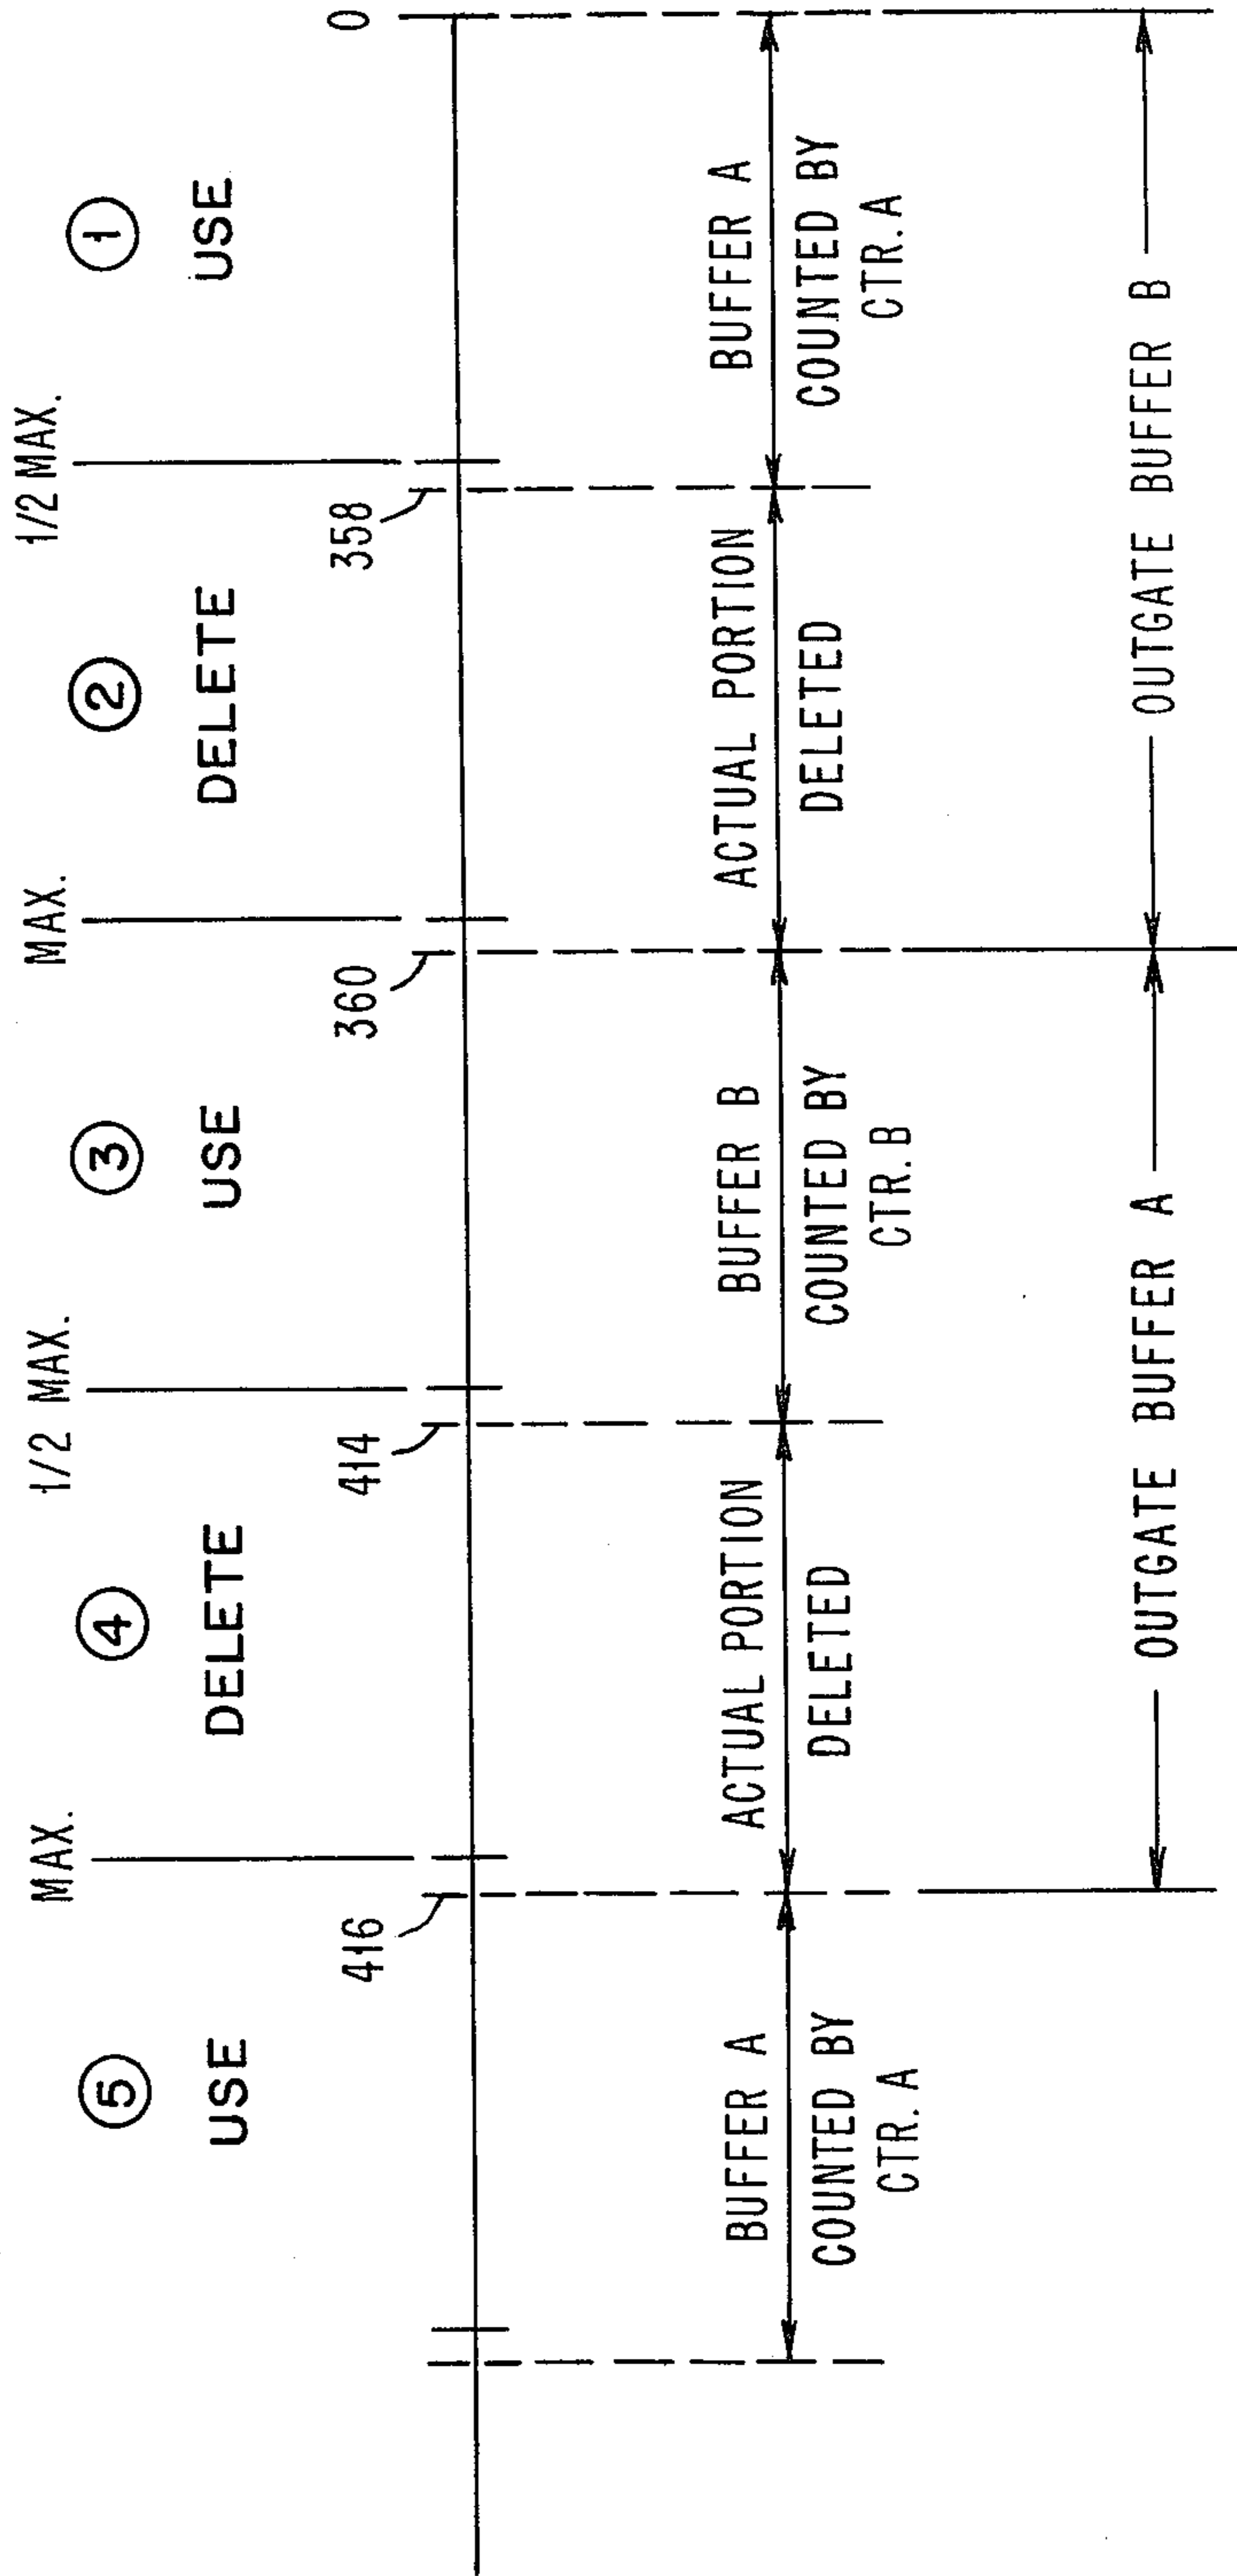 MAX. 1/2 MAX. MAX. 1/2 MAX.
5 4 3 2 1
USE DELETE USE DELETE USE
416 414 360 358 0
BUFFER A ACTUAL PORTION BUFFER B ACTUAL PORTION BUFFER A
COUNTED BY DELETED COUNTED BY DELETED COUNTED BY
CTR. A CTR. B CTR. A
OUTGATE BUFFER A OUTGATE BUFFER B